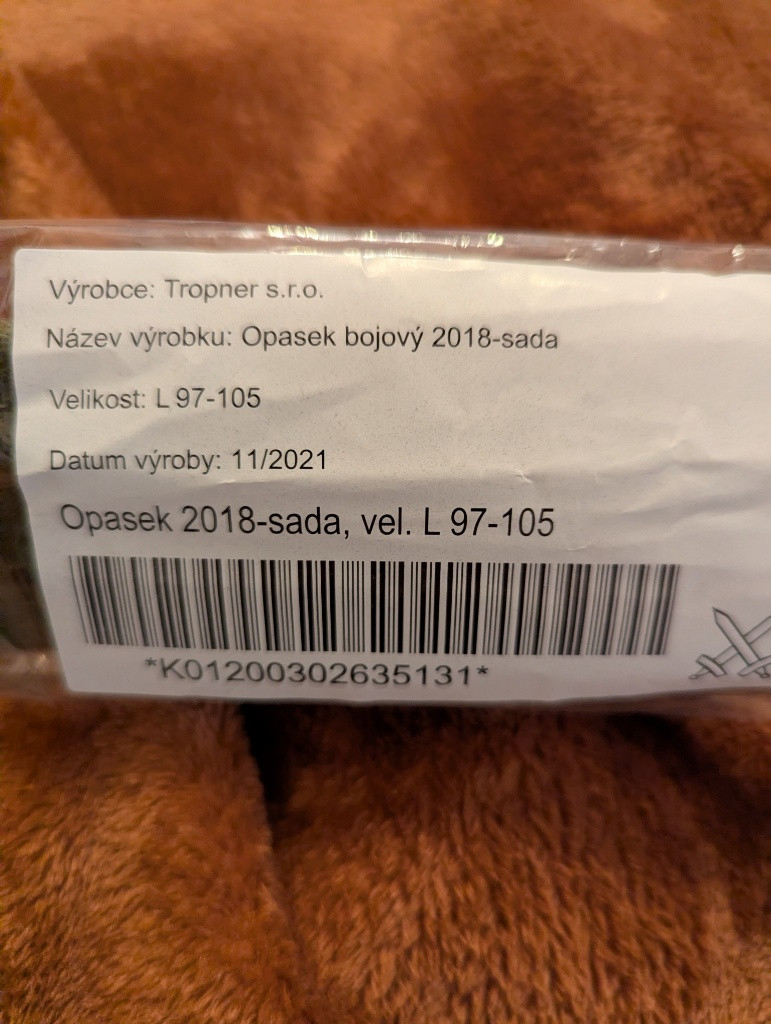 Výrobce: Tropner s.r.o.
Název výrobku: Opasek bojový 2018-sada
Velikost: L 97-105
Datum výroby: 11/2021
Opasek 2018-sada, vel. L 97-105
*K01200302635131*